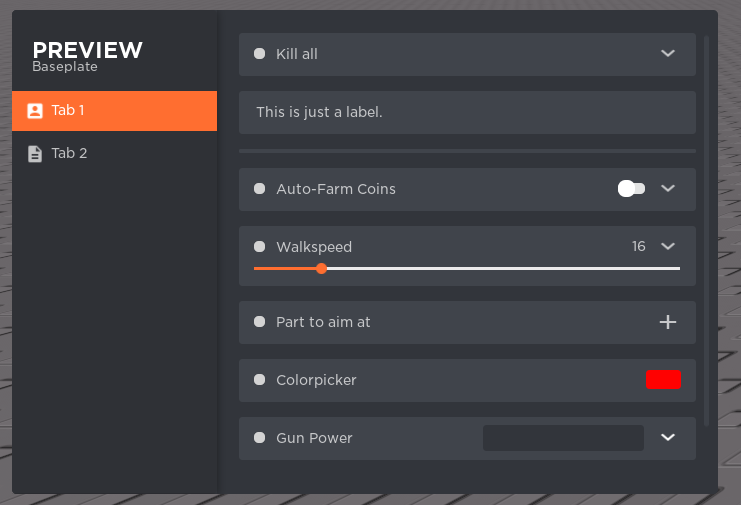 PREVIEW
Baseplate
Tab 1
Tab 2
Kill all
This is just a label.
Auto-Farm Coins
Walkspeed 16
Part to aim at
Colorpicker
Gun Power